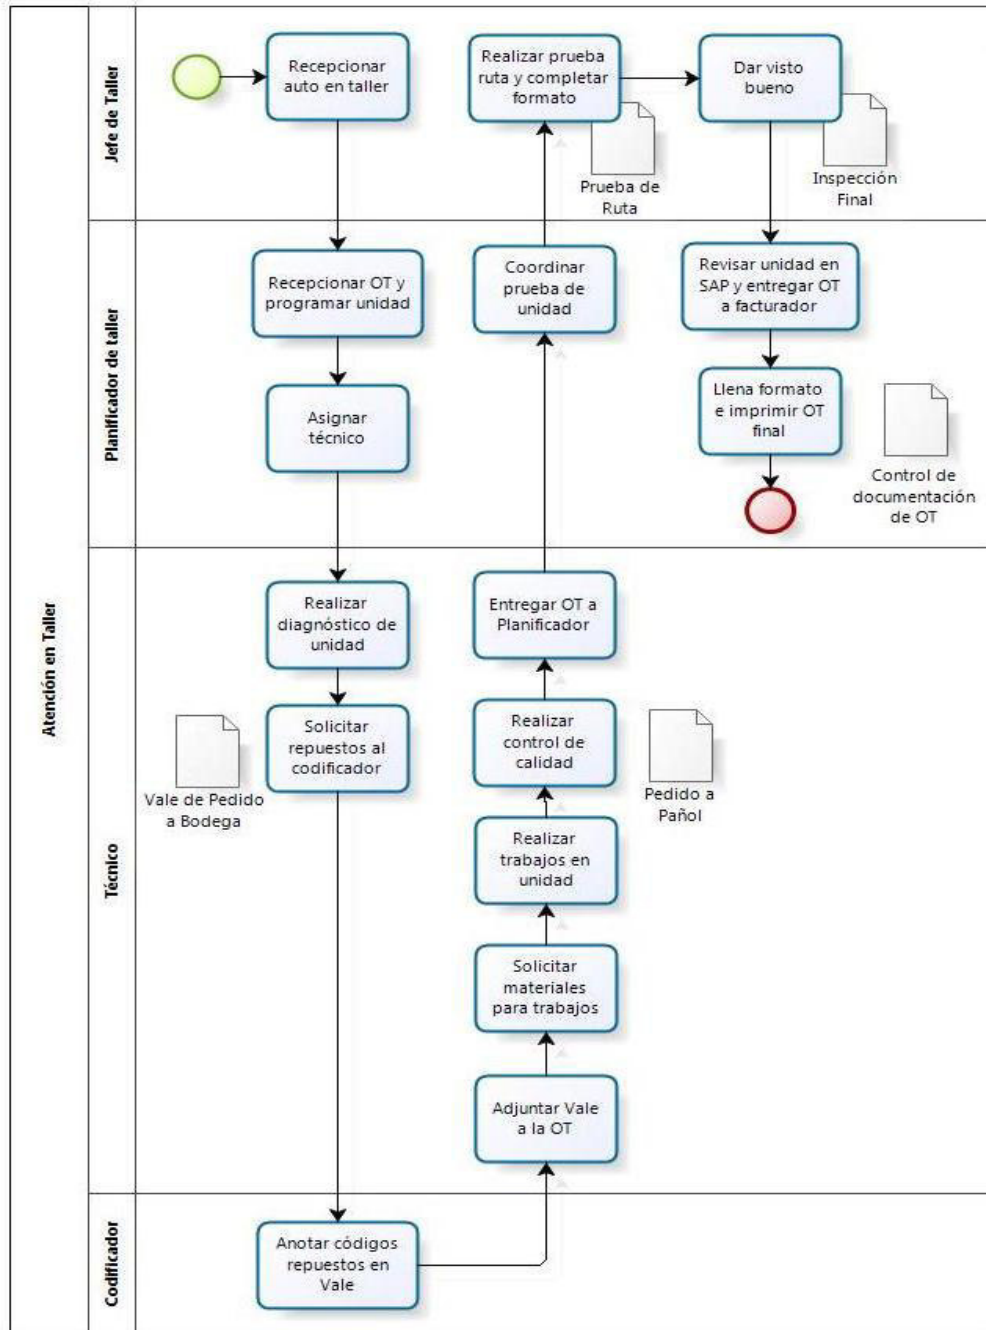 Atención en Taller
Jefe de Taller
Recepcionar
auto en taller
Realizar prueba
ruta y completar
formato
Prueba de
Ruta
Dar visto
bueno
Inspección
Final
Planificador de taller
Recepcionar OT y
programar unidad
Asignar
técnico
Coordinar
prueba de
unidad
Revisar unidad en
SAP y entregar OT
a facturador
Llena formato
e imprimir OT
final
Control de
documentación
de OT
Técnico
Realizar
diagnóstico de
unidad
Solicitar
repuestos al
codificador
Vale de Pedido
a Bodega
Entregar OT a
Planificador
Realizar
control de
calidad
Pedido a
Pañol
Realizar
trabajos en
unidad
Solicitar
materiales
para trabajos
Adjuntar Vale
a la OT
Codificador
Anotar códigos
repuestos en
Vale